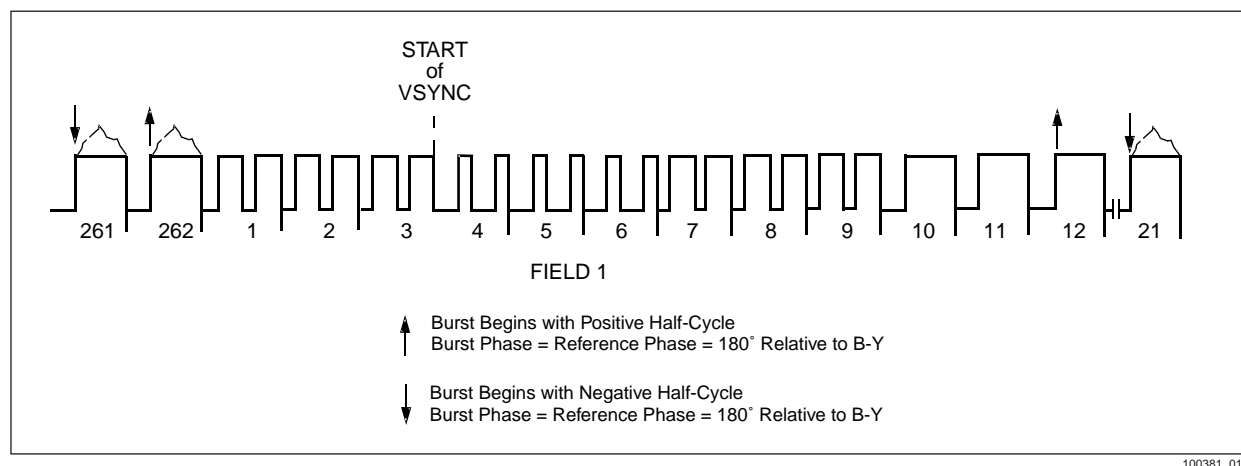 START
of
VSYNC
261 262 1 2 3 4 5 6 7 8 9 10 11 12 21
FIELD 1
Burst Begins with Positive Half-Cycle
Burst Phase = Reference Phase = 180° Relative to B-Y
Burst Begins with Negative Half-Cycle
Burst Phase = Reference Phase = 180° Relative to B-Y